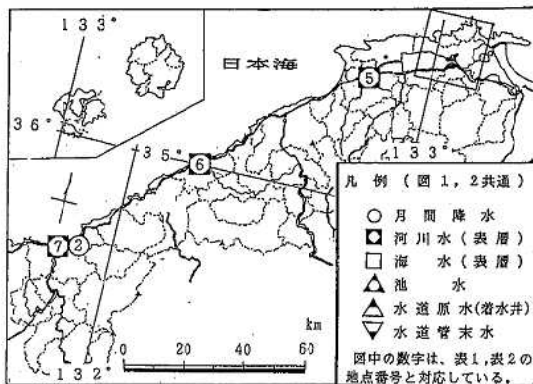 133°
日本海
36°
35°
133°
⑤
⑥
⑦②
km
0 20 40 60
132°
凡例(図1,2共通)
月間降水
河川水(表層)
海水(表層)
池水
水道原水(着水井)
水道管末水
図中の数字は、表1,表2の
地点番号と対応している。